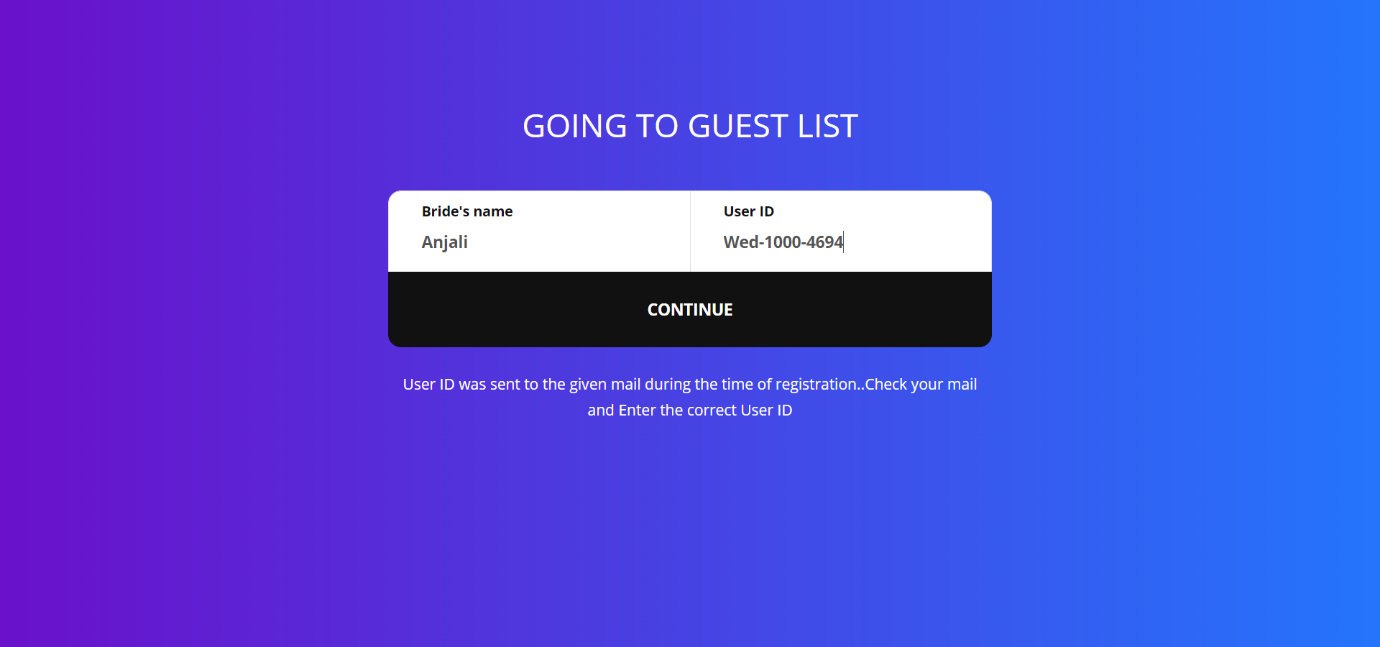 GOING TO GUEST LIST
Bride's name
User ID
Anjali
Wed-1000-4694
CONTINUE
User ID was sent to the given mail during the time of registration..Check your mail
and Enter the correct User ID